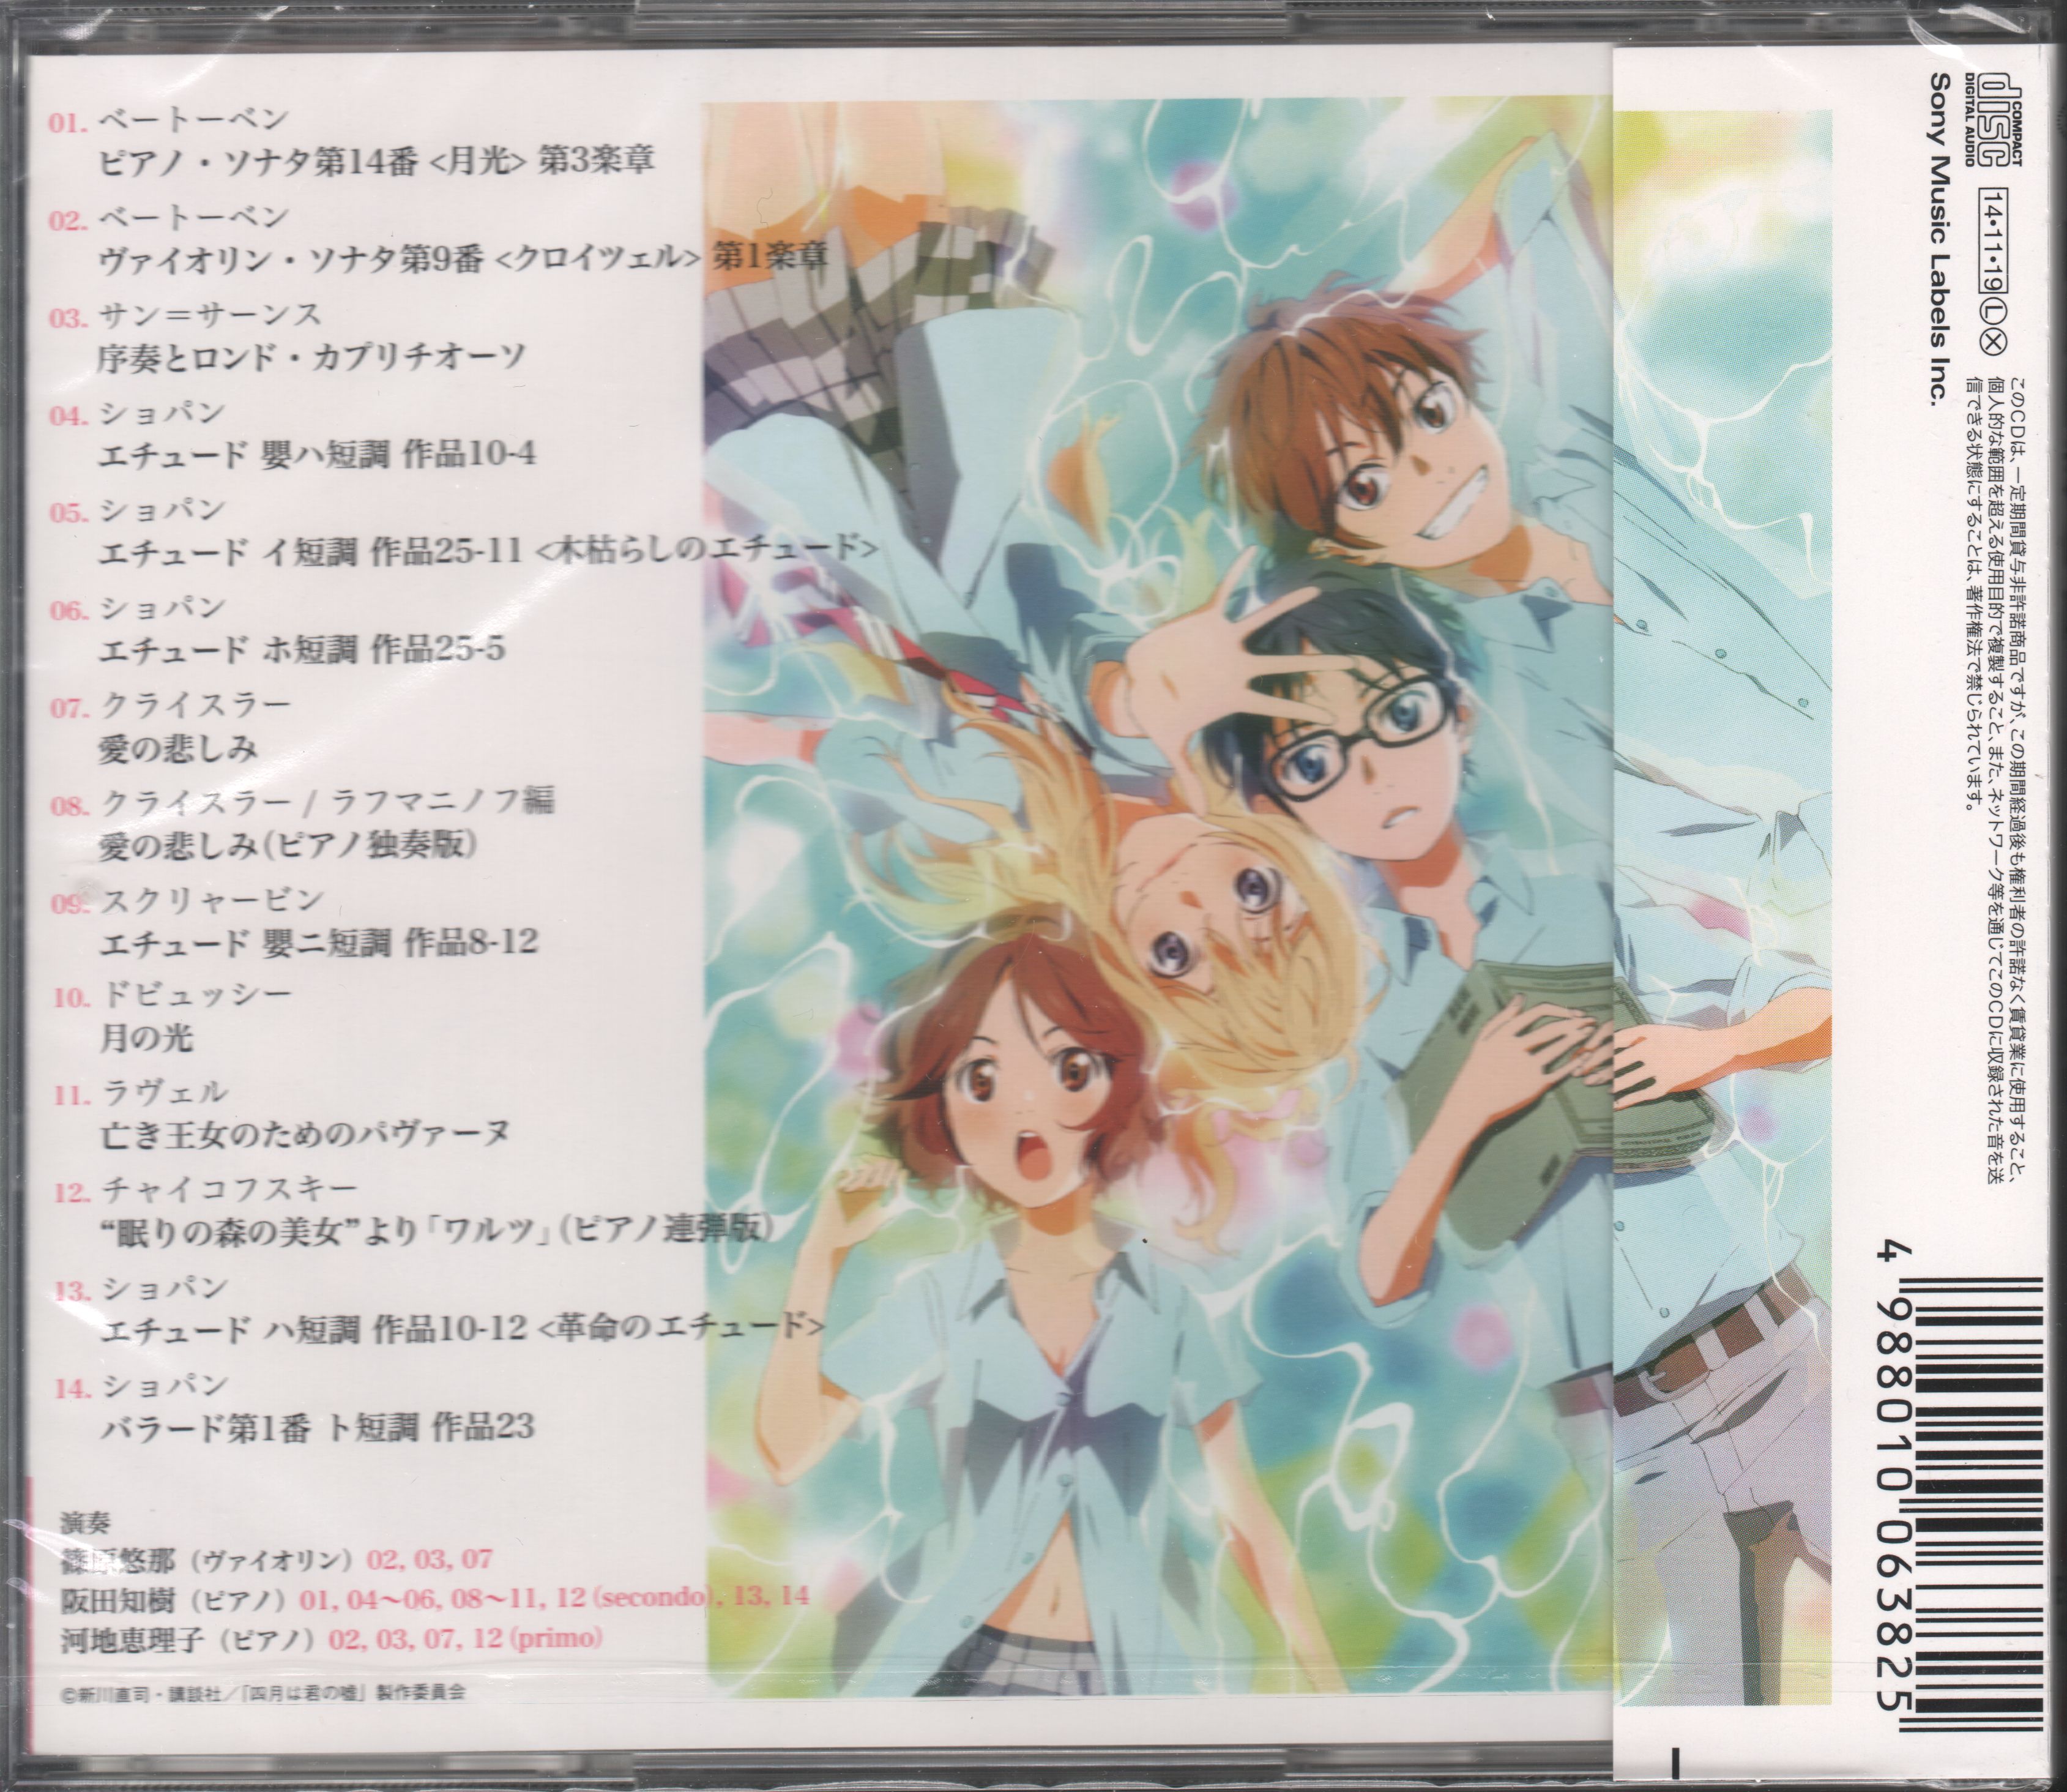 01. ベートーベン
ピアノ・ソナタ第14番 <月光> 第3楽章
02. ベートーベン
ヴァイオリン・ソナタ第9番 <クロイツェル> 第1楽章
03. サン＝サーンス
序奏とロンド・カプリチオーソ
04. ショパン
エチュード 嬰ハ短調 作品10-4
05. ショパン
エチュード イ短調 作品25-11 <木枯らしのエチュード>
06. ショパン
エチュード ホ短調 作品25-5
07. クライスラー
愛の悲しみ
08. クライスラー / ラフマニノフ編
愛の悲しみ（ピアノ独奏版）
09. スクリャービン
エチュード 嬰ニ短調 作品8-12
10. ドビュッシー
月の光
11. ラヴェル
亡き王女のためのパヴァーヌ
12. チャイコフスキー
“眠りの森の美女”より「ワルツ」（ピアノ連弾版）
13. ショパン
エチュード ハ短調 作品10-12 <革命のエチュード>
14. ショパン
バラード第1番 ト短調 作品23
演奏
篠原悠那（ヴァイオリン）02, 03, 07
阪田知樹（ピアノ）01, 04〜06, 08〜11, 12 (secondo), 13, 14
河地恵理子（ピアノ）02, 03, 07, 12 (primo)
©新川直司・講談社／「四月は君の嘘」製作委員会
COMPACT
disc
DIGITAL AUDIO
14•11•19 Ⓛ Ⓧ
Sony Music Labels Inc.
このCDは、一定期間貸与非許諾商品ですが、この期間経過後も権利者の許諾なく賃貸業に使用すること、
個人的な範囲を超える使用目的で複製すること、また、ネットワーク等を通じてこのCDに収録された音を送
信できる状態にすることは、著作権法で禁じられています。
4 988010 063825